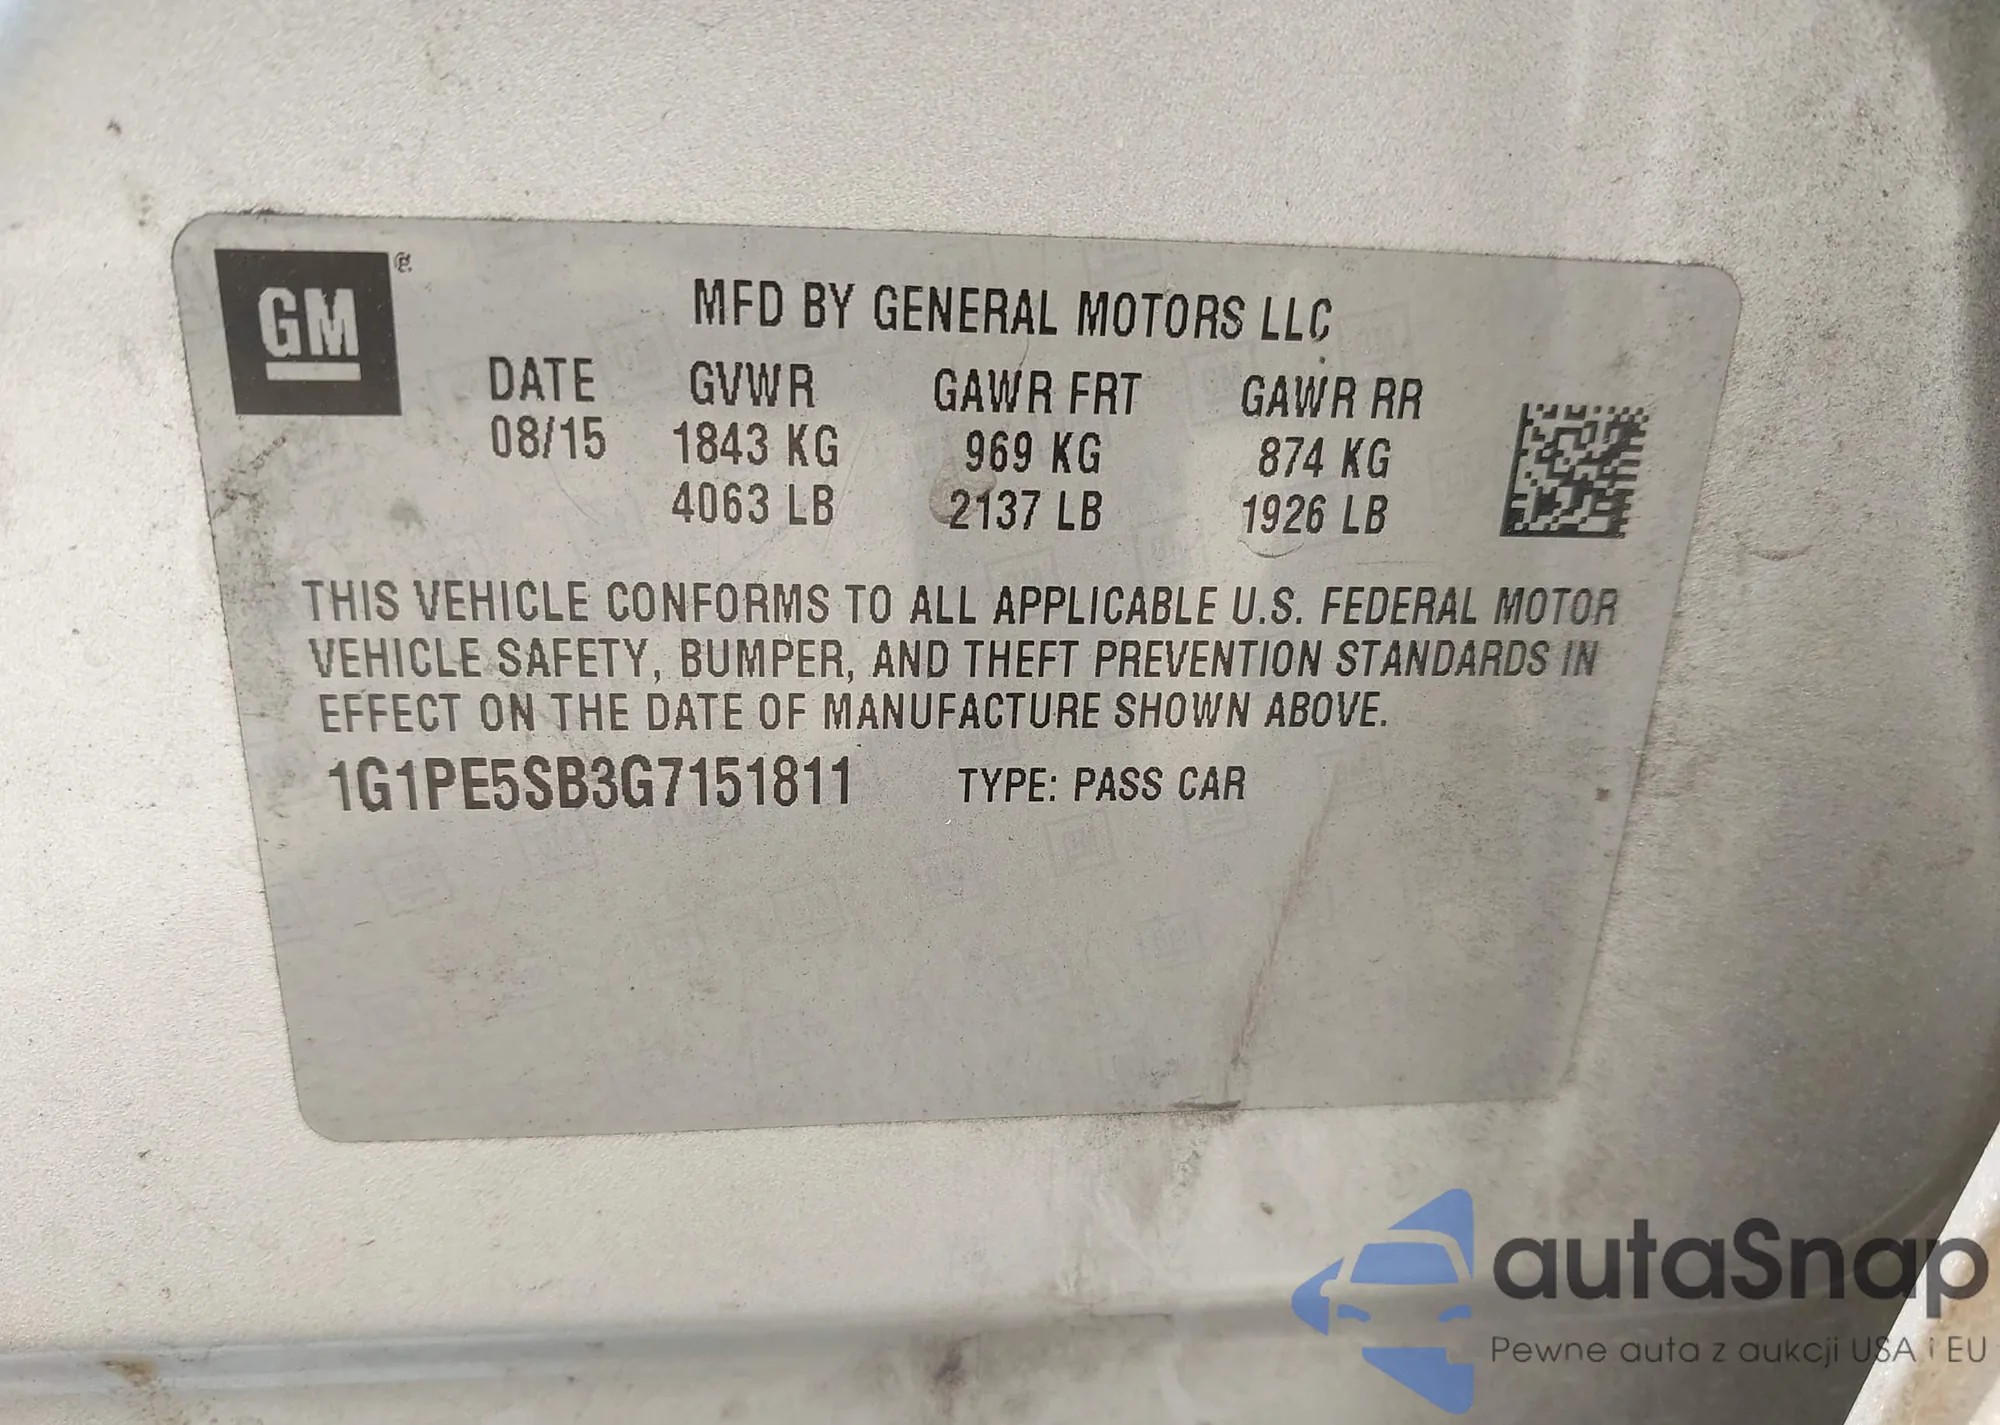 GM
MFD BY GENERAL MOTORS LLC
DATE GVWR GAWR FRT GAWR RR
08/15 1843 KG 969 KG 874 KG
4063 LB 2137 LB 1926 LB
THIS VEHICLE CONFORMS TO ALL APPLICABLE U.S. FEDERAL MOTOR
VEHICLE SAFETY, BUMPER, AND THEFT PREVENTION STANDARDS IN
EFFECT ON THE DATE OF MANUFACTURE SHOWN ABOVE.
1G1PE5SB3G7151811 TYPE: PASS CAR
autaSnap
Pewne auta z aukcji USA i EU